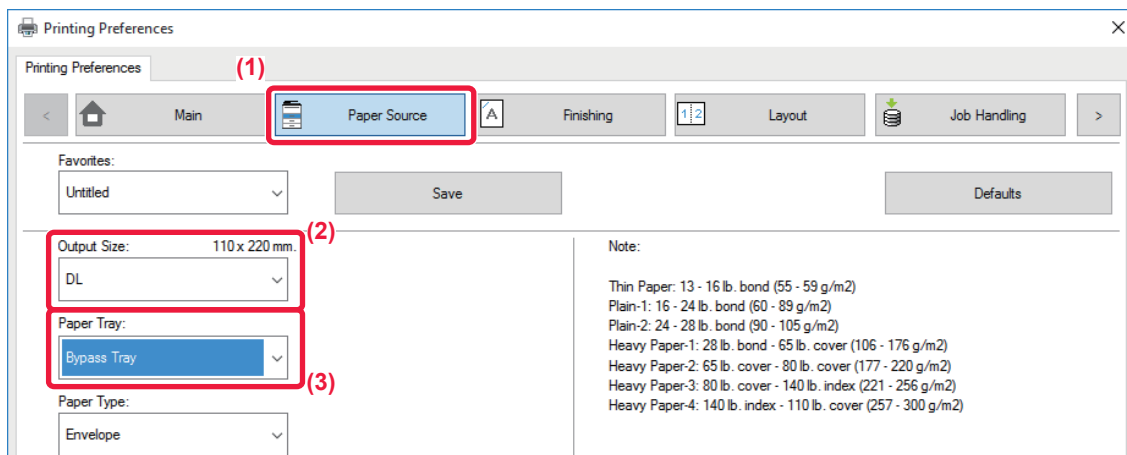 Printing Preferences
Printing Preferences
(1)
< Main Paper Source A Finishing 1 2 Layout Job Handling >
Favorites:
Untitled Save Defaults
(2)
Output Size: 110 x 220 mm.
DL
Paper Tray:
Bypass Tray
(3)
Paper Type:
Envelope
Note:
Thin Paper: 13 - 16 lb. bond (55 - 59 g/m2)
Plain-1: 16 - 24 lb. bond (60 - 89 g/m2)
Plain-2: 24 - 28 lb. bond (90 - 105 g/m2)
Heavy Paper-1: 28 lb. bond - 65 lb. cover (106 - 176 g/m2)
Heavy Paper-2: 65 lb. cover - 80 lb. cover (177 - 220 g/m2)
Heavy Paper-3: 80 lb. cover - 140 lb. index (221 - 256 g/m2)
Heavy Paper-4: 140 lb. index - 110 lb. cover (257 - 300 g/m2)